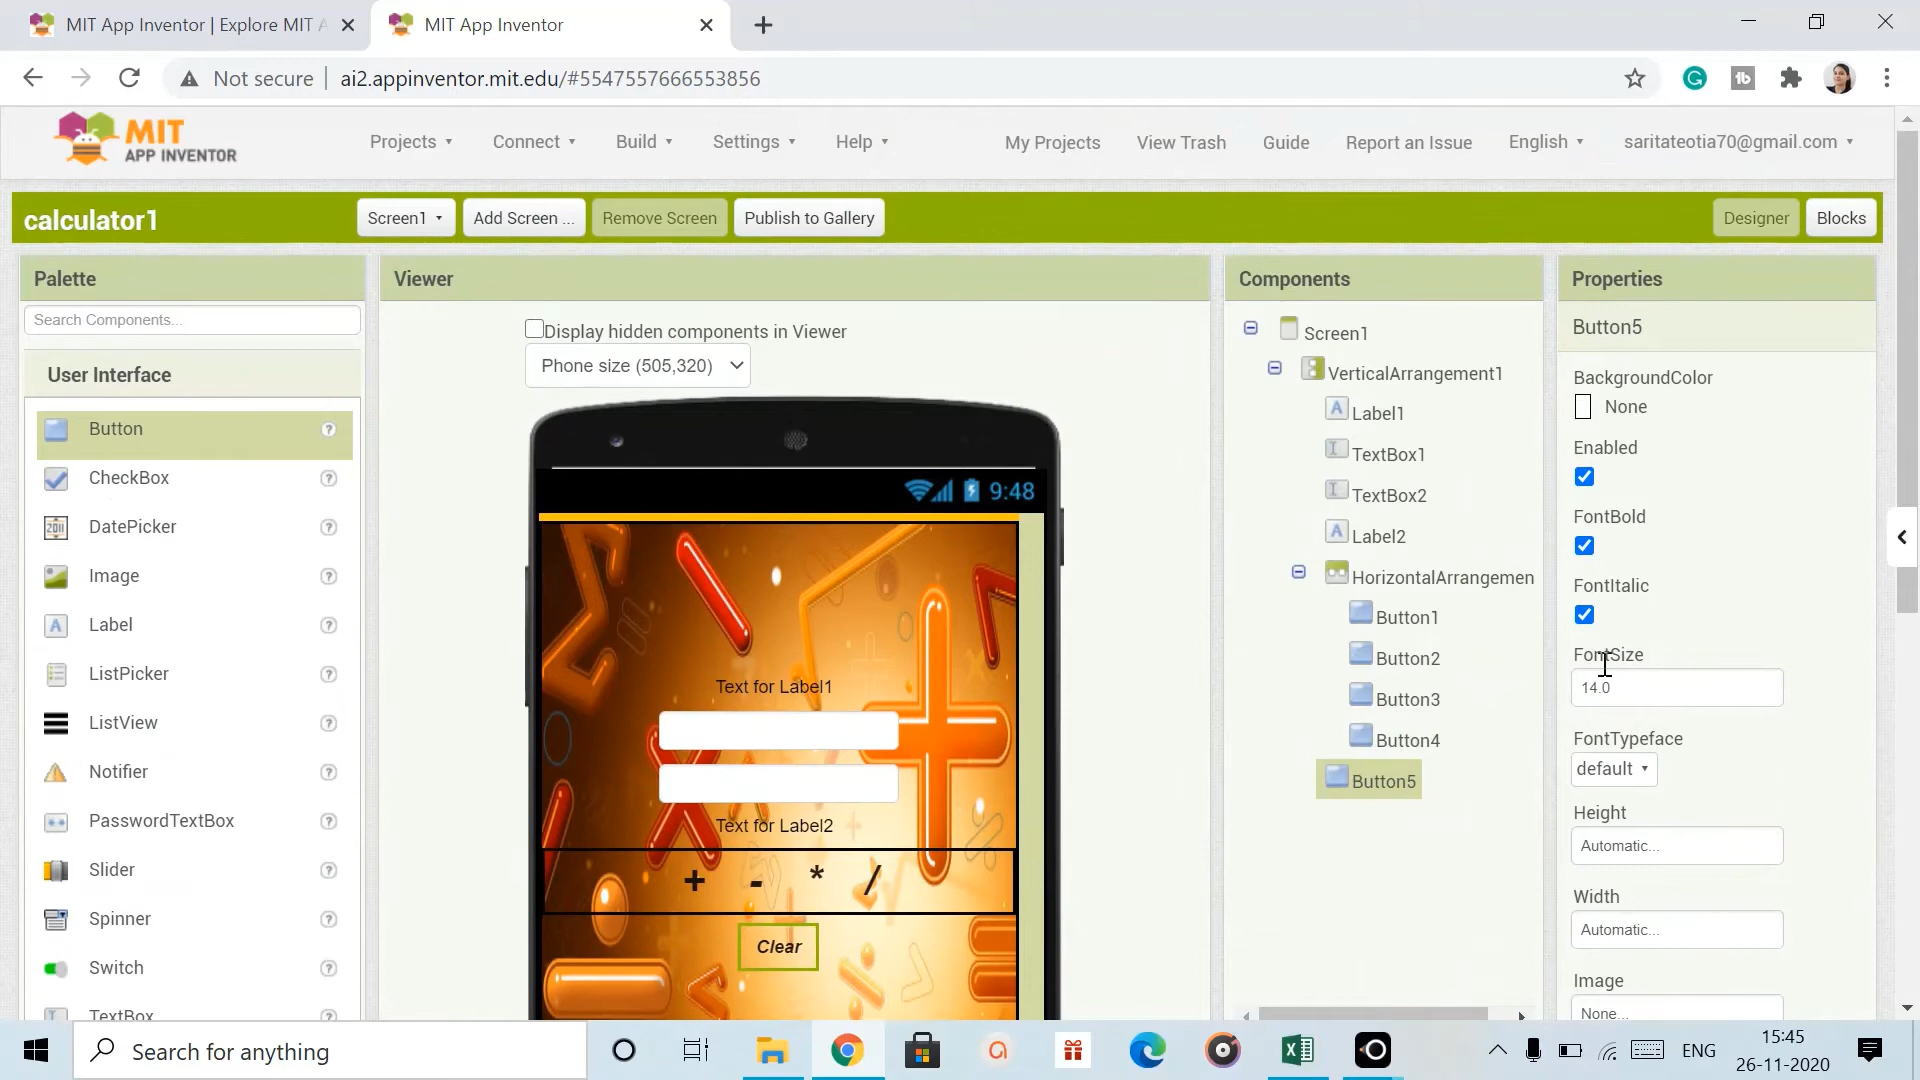 MIT App Inventor | Explore MIT A
MIT App Inventor
Not secure
ai2.appinventor.mit.edu/#5547557666553856
MIT
APP INVENTOR
Projects
Connect
Build
Settings
Help
My Projects
View Trash
Guide
Report an Issue
English
saritateotia70@gmail.com
calculator1
Screen1
Add Screen ...
Remove Screen
Publish to Gallery
Designer
Blocks
Palette
Search Components...
User Interface
Button ?
CheckBox ?
2011 DatePicker ?
Image ?
A Label ?
ListPicker ?
ListView ?
Notifier ?
PasswordTextBox ?
Slider ?
Spinner ?
Switch ?
TextBox
Viewer
Display hidden components in Viewer
Phone size (505,320)
9:48
Text for Label1
Text for Label2
+ - * /
Clear
Components
Screen1
VerticalArrangement1
A Label1
TextBox1
TextBox2
A Label2
HorizontalArrangemen
Button1
Button2
Button3
Button4
Button5
Properties
Button5
BackgroundColor
None
Enabled
FontBold
FontItalic
FontSize
14.0
FontTypeface
default
Height
Automatic...
Width
Automatic...
Image
None...
Search for anything
ENG
15:45
26-11-2020